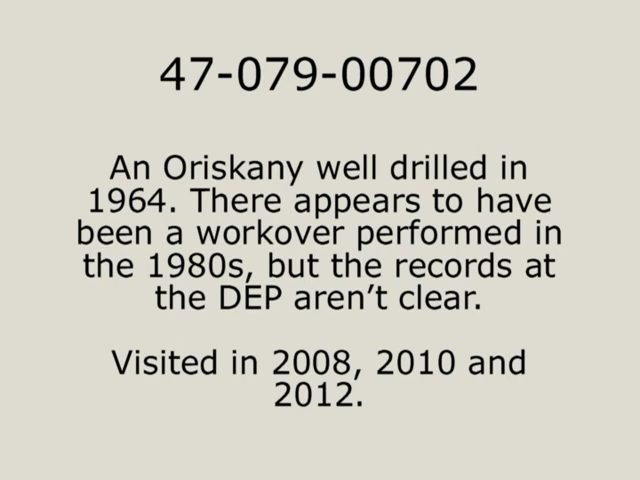 47-079-00702
An Oriskany well drilled in
1964. There appears to have
been a workover performed in
the 1980s, but the records at
the DEP aren’t clear.
Visited in 2008, 2010 and
2012.